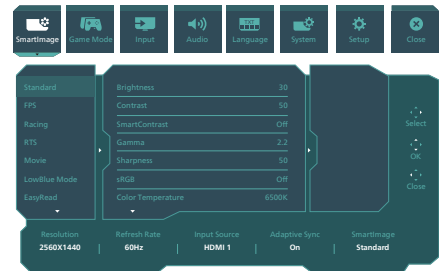 SmartImage
Game Mode
Input
Audio
TXT
Language
System
Setup
Close
Standard
FPS
Racing
RTS
Movie
LowBlue Mode
EasyRead
Brightness 30
Contrast 50
SmartContrast Off
Gamma 2.2
Sharpness 50
sRGB Off
Color Temperature 6500K
Select
OK
Close
Resolution Refresh Rate Input Source Adaptive Sync SmartImage
2560X1440 60Hz HDMI 1 On Standard